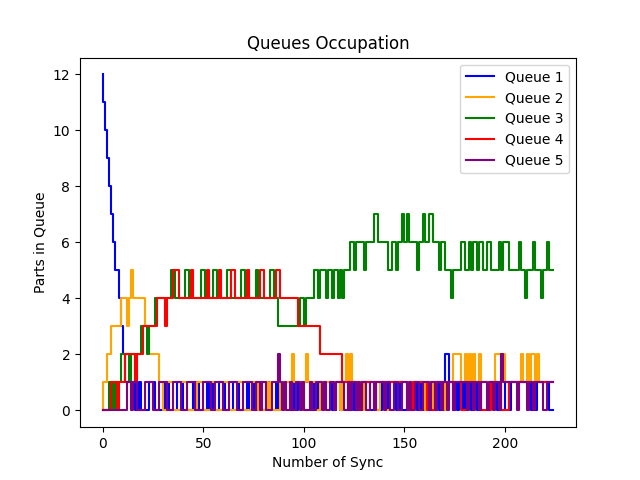 Queues Occupation
Queue 1
Queue 2
Queue 3
Queue 4
Queue 5
Parts in Queue
12
10
8
6
4
2
0
0 50 100 150 200
Number of Sync